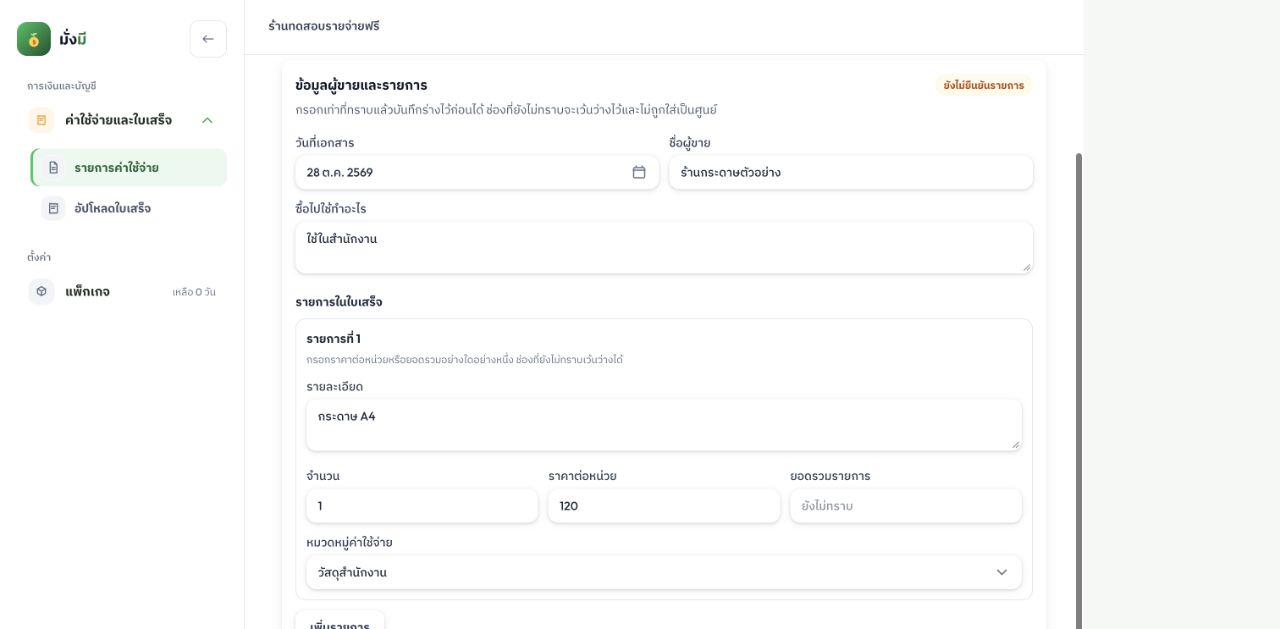 มั่งมี
การเงินและบัญชี
ค่าใช้จ่ายและใบเสร็จ
รายการค่าใช้จ่าย
อัปโหลดใบเสร็จ
ตั้งค่า
แพ็กเกจ
เหลือ 0 วัน
ร้านทดสอบรายจ่ายฟรี
ข้อมูลผู้ขายและรายการ
ยังไม่ยืนยันรายการ
กรอกเท่าที่ทราบแล้วบันทึกร่างไว้ก่อนได้ ช่องที่ยังไม่ทราบจะเว้นว่างไว้และไม่ถูกใส่เป็นศูนย์
วันที่เอกสาร
ชื่อผู้ขาย
28 ต.ค. 2569
ร้านกระดาษตัวอย่าง
ซื้อไปใช้ทำอะไร
ใช้ในสำนักงาน
รายการในใบเสร็จ
รายการที่ 1
กรอกราคาต่อหน่วยหรือยอดรวมอย่างใดอย่างหนึ่ง ช่องที่ยังไม่ทราบเว้นว่างได้
รายละเอียด
กระดาษ A4
จำนวน
ราคาต่อหน่วย
ยอดรวมรายการ
1
120
ยังไม่ทราบ
หมวดหมู่ค่าใช้จ่าย
วัสดุสำนักงาน
เพิ่มรายการ